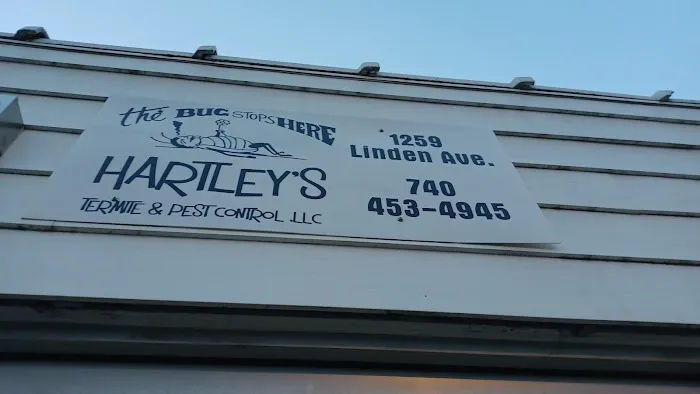 the BUG STOPS HERE
HARTLEY'S
TERMITE & PEST CONTROL LLC
1259
Linden Ave.
740
453-4945